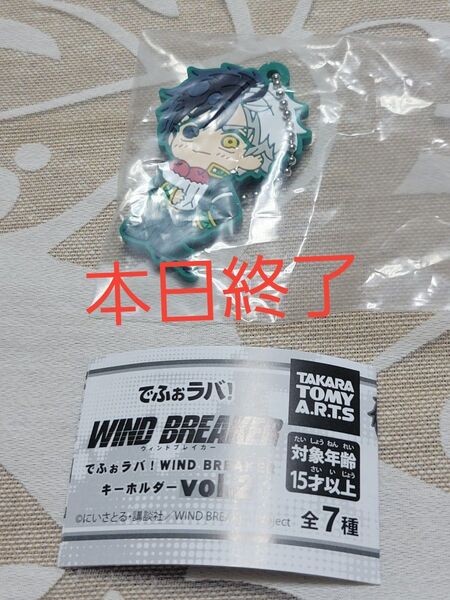 本日終了
でふぉラバ!
WIND BREAKER
ウィンドブレイカー
でふぉラバ!WIND BREAKER
キーホルダー vol.2
©にいさとる・講談社/WIND BREAKER Project
TAKARA
TOMY
A.R.T.S
たいしょうねんれい
対象年齢
さいいじょう
15才以上
全7種